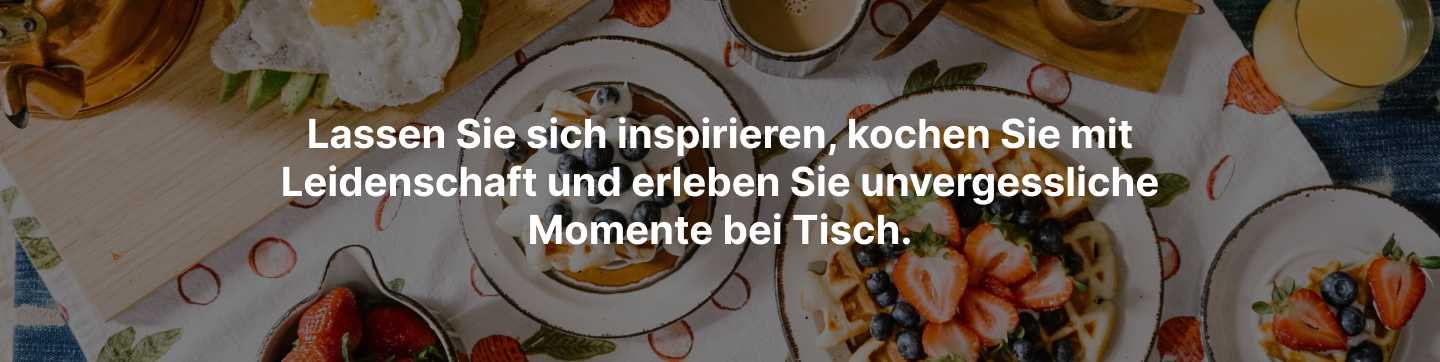 Lassen Sie sich inspirieren, kochen Sie mit
Leidenschaft und erleben Sie unvergessliche
Momente bei Tisch.